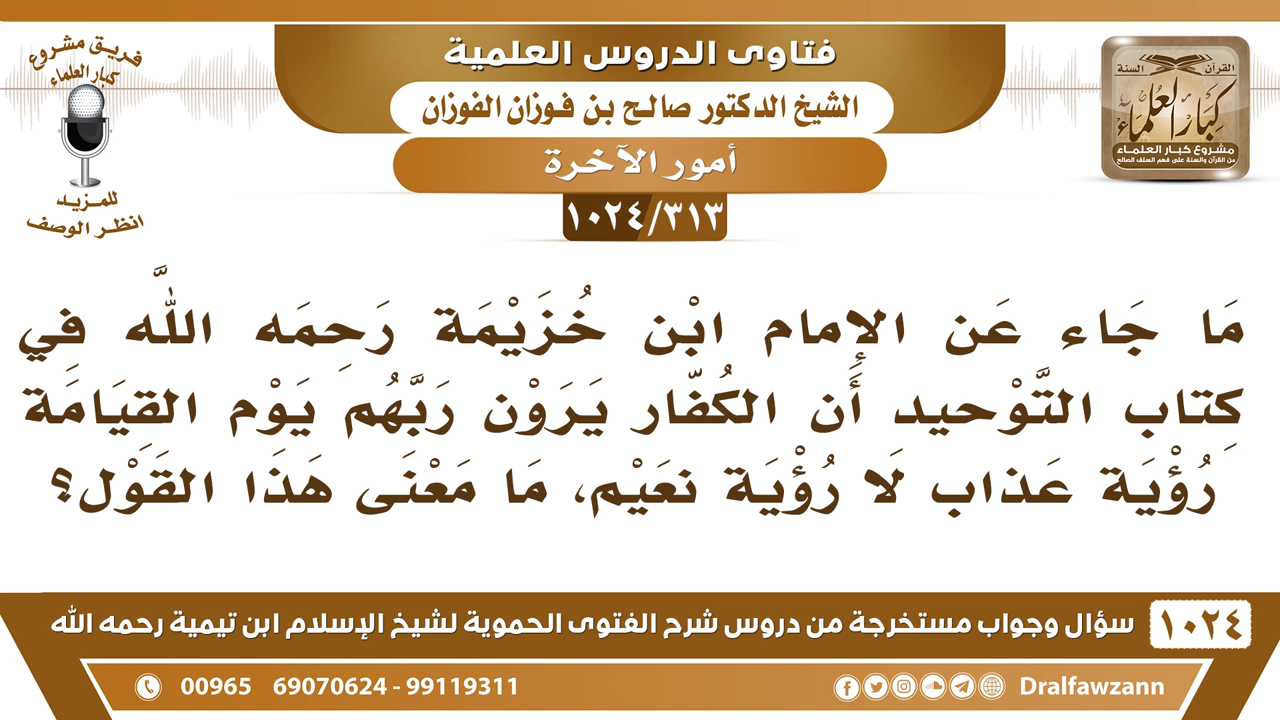 فتاوى الدروس العلمية
الشيخ الدكتور صالح بن فوزان الفوزان
أمور الآخرة
١٠٢٤/٣١٣
فريق مشروع
كبار العلماء
للمزيد
انظر الوصف
القرآن السنة
كبار العلماء
مشروع كبار العلماء
من القرآن والسنة على فهم السلف الصالح
مَا جَاء عَن الإمام ابْن خُزَيْمَة رَحِمَه اللَّه في
كتاب التَّوْحيد أَن الكُفّار يَرَوْن رَبَّهُم يَوْم القيَامَة
رُؤْيَة عَذاب لَا رُؤْيَة نعَيْم، مَا مَعْنَى هَذَا القَوْل؟
١٠٢٤ سؤال وجواب مستخرجة من دروس شرح الفتوى الحموية لشيخ الإسلام ابن تيمية رحمه الله
00965 69070624 - 99119311
Dralfawzann